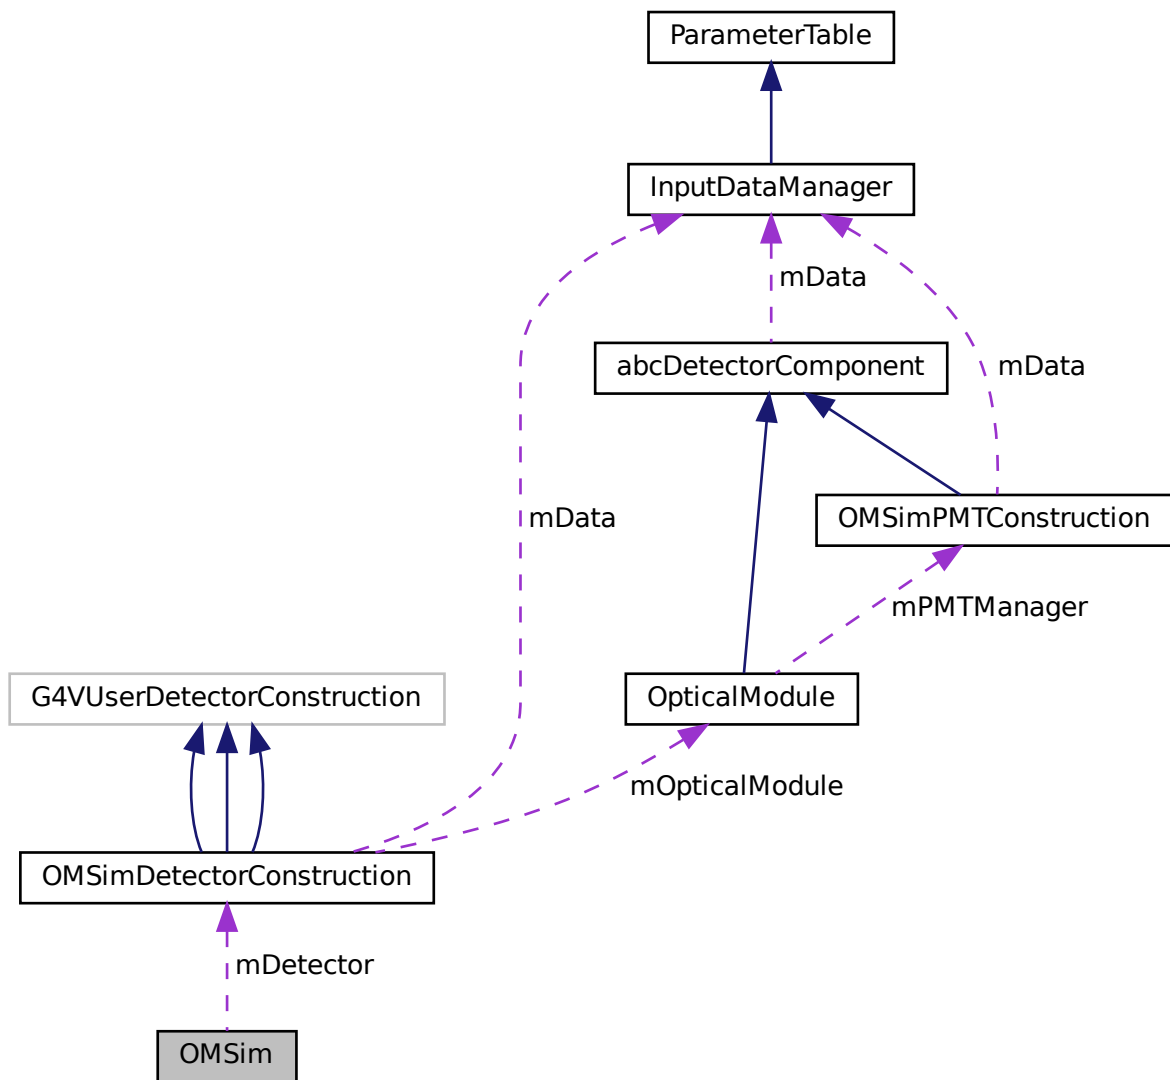 ParameterTable
InputDataManager
mData
abcDetectorComponent
mData
OMSimPMTConstruction
mData
mPMTManager
G4VUserDetectorConstruction
OpticalModule
mOpticalModule
OMSimDetectorConstruction
mDetector
OMSim